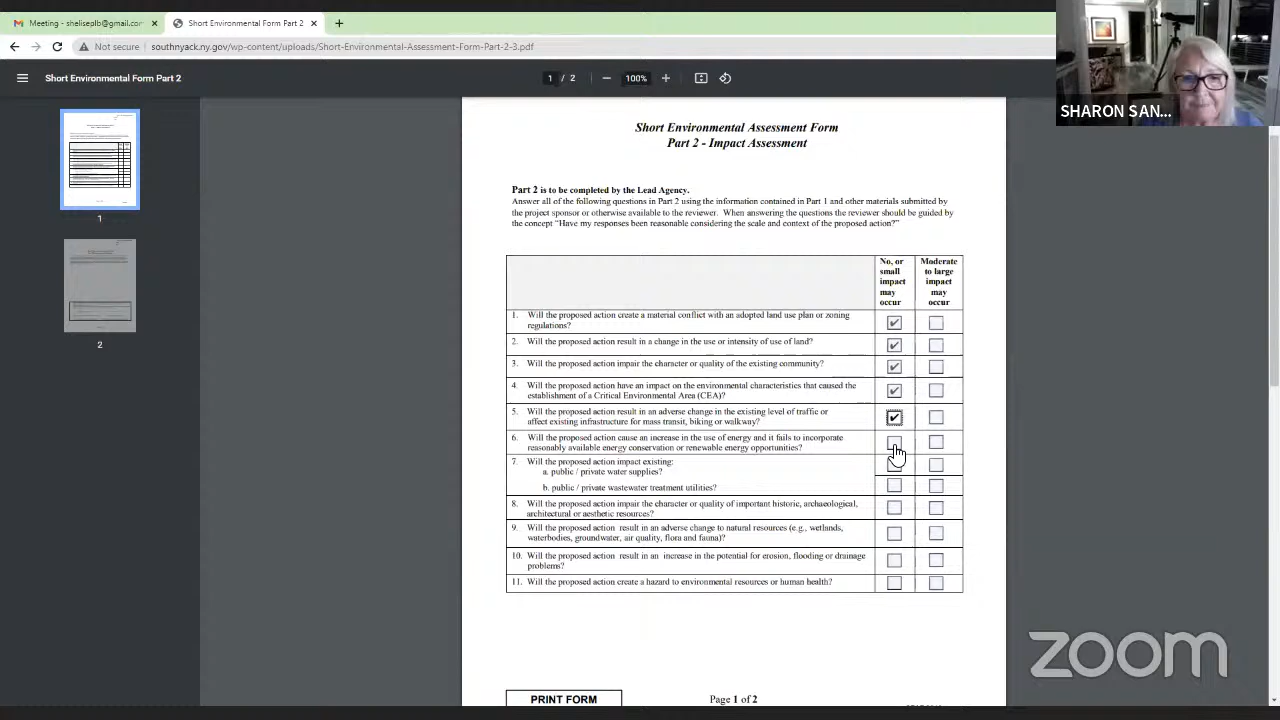 Meeting - sheliseplb@gmail.con
Short Environmental Form Part 2
Not secure
southnyack.ny.gov/wp-content/uploads/Short-Environmental-Assessment-Form-Part-2-3.pdf
Short Environmental Form Part 2
1 / 2
100%
SHARON SAN...
1
2
Short Environmental Assessment Form
Part 2 - Impact Assessment
Part 2 is to be completed by the Lead Agency.
Answer all of the following questions in Part 2 using the information contained in Part 1 and other materials submitted by
the project sponsor or otherwise available to the reviewer. When answering the questions the reviewer should be guided by
the concept “Have my responses been reasonable considering the scale and context of the proposed action?”
No, or
small
impact
may
occur
Moderate
to large
impact
may
occur
1. Will the proposed action create a material conflict with an adopted land use plan or zoning
regulations?
2. Will the proposed action result in a change in the use or intensity of use of land?
3. Will the proposed action impair the character or quality of the existing community?
4. Will the proposed action have an impact on the environmental characteristics that caused the
establishment of a Critical Environmental Area (CEA)?
5. Will the proposed action result in an adverse change in the existing level of traffic or
affect existing infrastructure for mass transit, biking or walkway?
6. Will the proposed action cause an increase in the use of energy and it fails to incorporate
reasonably available energy conservation or renewable energy opportunities?
7. Will the proposed action impact existing:
a. public / private water supplies?
b. public / private wastewater treatment utilities?
8. Will the proposed action impair the character or quality of important historic, archaeological,
architectural or aesthetic resources?
9. Will the proposed action result in an adverse change to natural resources (e.g., wetlands,
waterbodies, groundwater, air quality, flora and fauna)?
10. Will the proposed action result in an increase in the potential for erosion, flooding or drainage
problems?
11. Will the proposed action create a hazard to environmental resources or human health?
PRINT FORM
Page 1 of 2
zoom